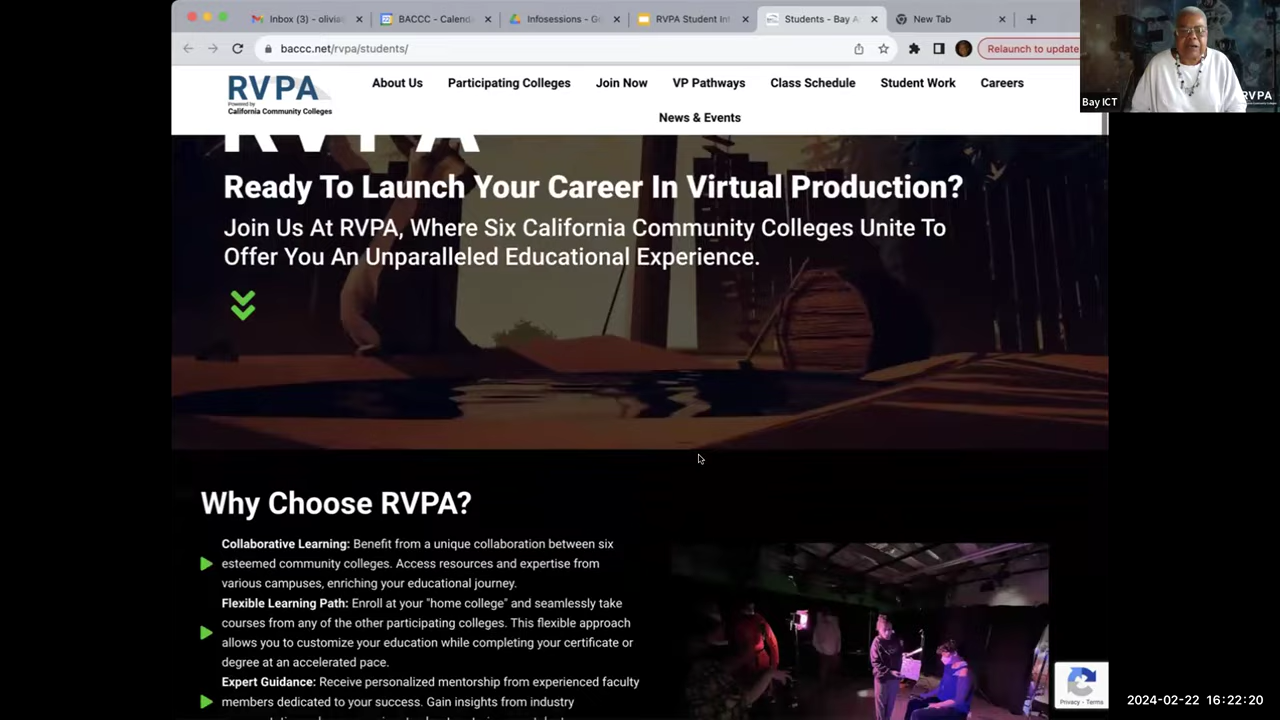 Inbox (3) - olivia
BACCC - Calend
Infosessions - G
RVPA Student In
Students - Bay A
New Tab
baccc.net/rvpa/students/
Relaunch to update
RVPA
Powered by
California Community Colleges
About Us
Participating Colleges
Join Now
VP Pathways
Class Schedule
Student Work
Careers
News & Events
RVPA
Ready To Launch Your Career In Virtual Production?
Join Us At RVPA, Where Six California Community Colleges Unite To
Offer You An Unparalleled Educational Experience.
Why Choose RVPA?
Collaborative Learning: Benefit from a unique collaboration between six
esteemed community colleges. Access resources and expertise from
various campuses, enriching your educational journey.
Flexible Learning Path: Enroll at your "home college" and seamlessly take
courses from any of the other participating colleges. This flexible approach
allows you to customize your education while completing your certificate or
degree at an accelerated pace.
Expert Guidance: Receive personalized mentorship from experienced faculty
members dedicated to your success. Gain insights from industry
Privacy - Terms
Bay ICT
RVPA
2024-02-22 16:22:20